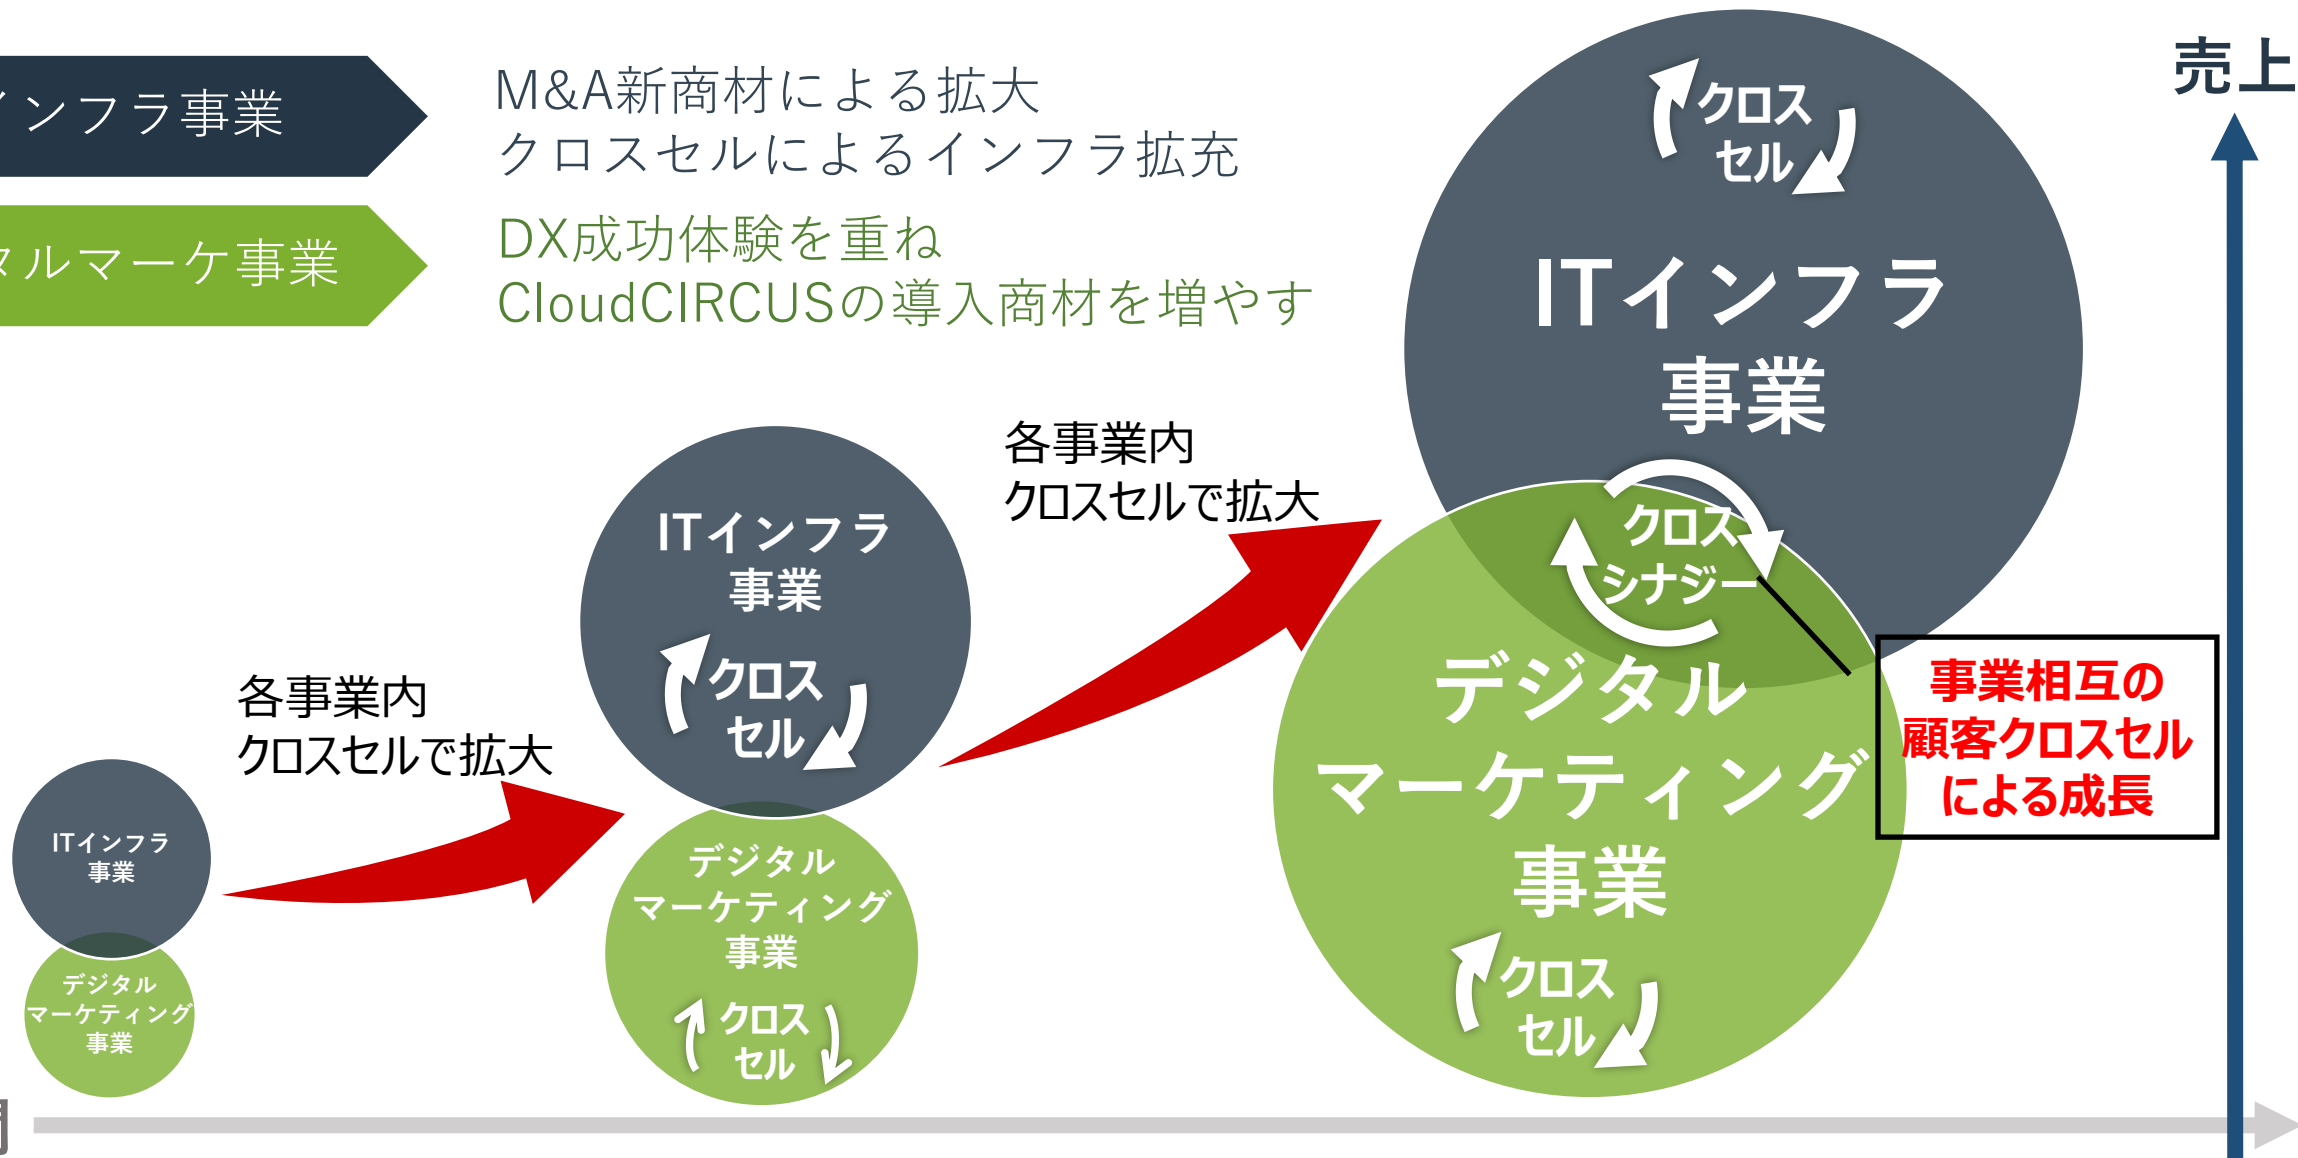 インフラ事業
M&A新商材による拡大
クロスセルによるインフラ拡充
タルマーケ事業
DX成功体験を重ね
CloudCIRCUSの導入商材を増やす
売上
クロス
セル
ITインフラ
事業
クロス
シナジー
デジタル
マーケティング
事業
クロス
セル
事業相互の
顧客クロスセル
による成長
各事業内
クロスセルで拡大
ITインフラ
事業
クロス
セル
デジタル
マーケティング
事業
クロス
セル
各事業内
クロスセルで拡大
ITインフラ
事業
デジタル
マーケティング
事業